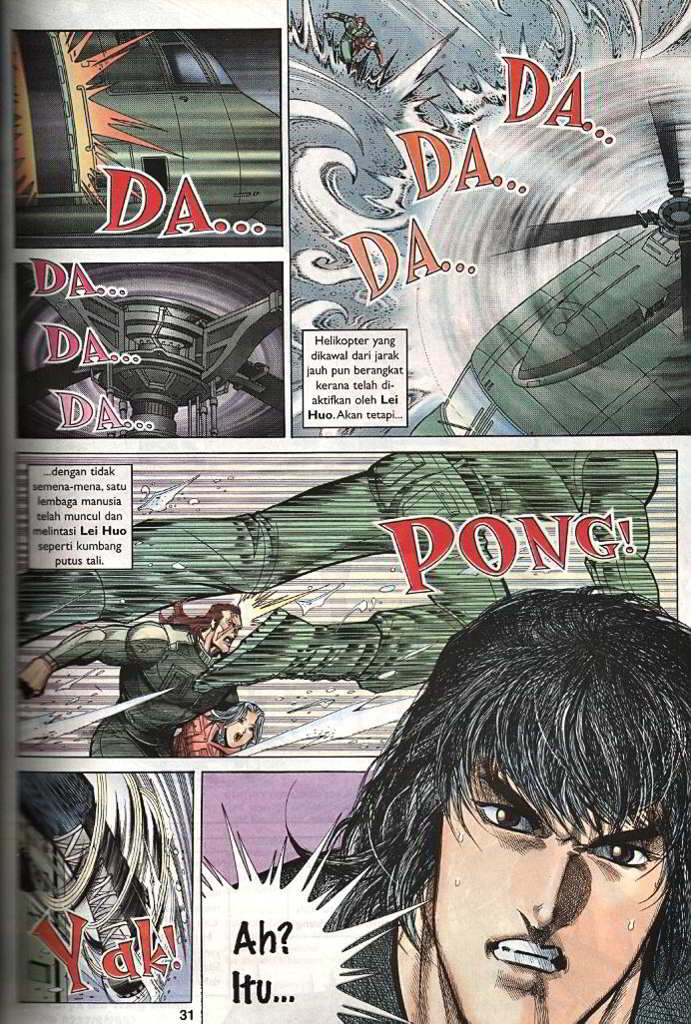 DA...
DA...
DA...
DA...
DA...
DA...
DA...
Helikopter yang
dikawal dari jarak
jauh pun berangkat
kerana telah di-
aktifkan oleh Lei
Huo. Akan tetapi...
...dengan tidak
semena-mena, satu
lembaga manusia
telah muncul dan
melintasi Lei Huo
seperti kumbang
putus tali.
PONG!
Yak!
Ah?
Itu...
31